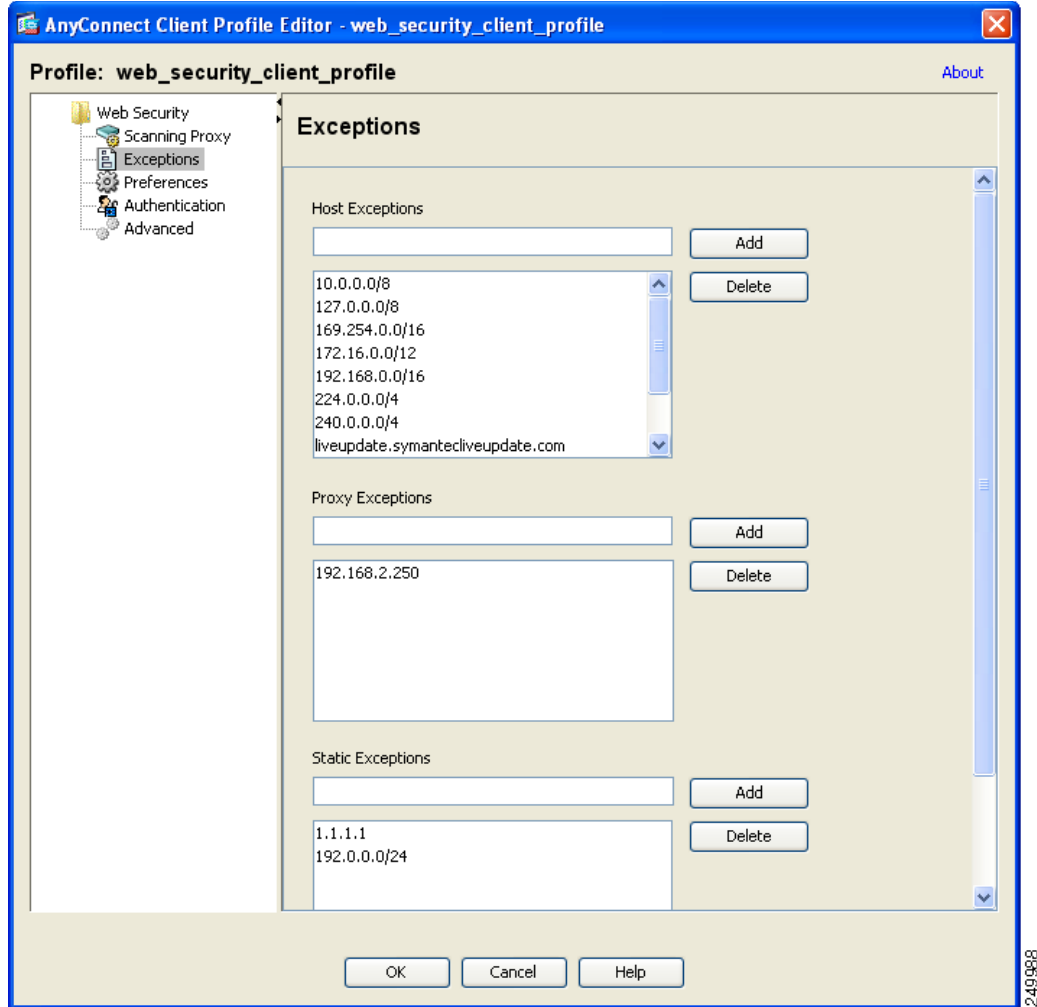 AnyConnect Client Profile Editor - web_security_client_profile
Profile: web_security_client_profile
About
Web Security
Scanning Proxy
Exceptions
Preferences
Authentication
Advanced
Exceptions
Host Exceptions
Add
Delete
10.0.0.0/8
127.0.0.0/8
169.254.0.0/16
172.16.0.0/12
192.168.0.0/16
224.0.0.0/4
240.0.0.0/4
liveupdate.symantecliveupdate.com
Proxy Exceptions
Add
Delete
192.168.2.250
Static Exceptions
Add
Delete
1.1.1.1
192.0.0.0/24
OK
Cancel
Help
249988